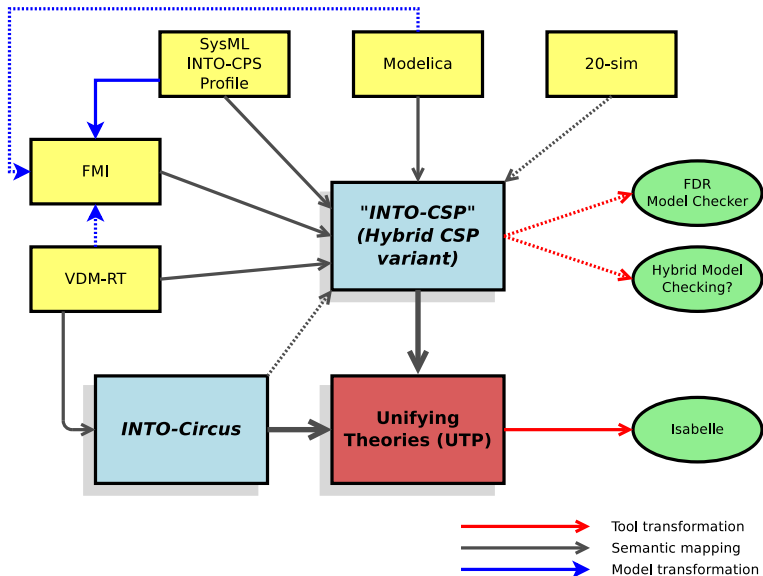 SysML
INTO-CPS
Profile
Modelica
20-sim
FMI
"INTO-CSP"
(Hybrid CSP
variant)
FDR
Model Checker
Hybrid Model
Checking?
VDM-RT
INTO-Circus
Unifying
Theories (UTP)
Isabelle
Tool transformation
Semantic mapping
Model transformation